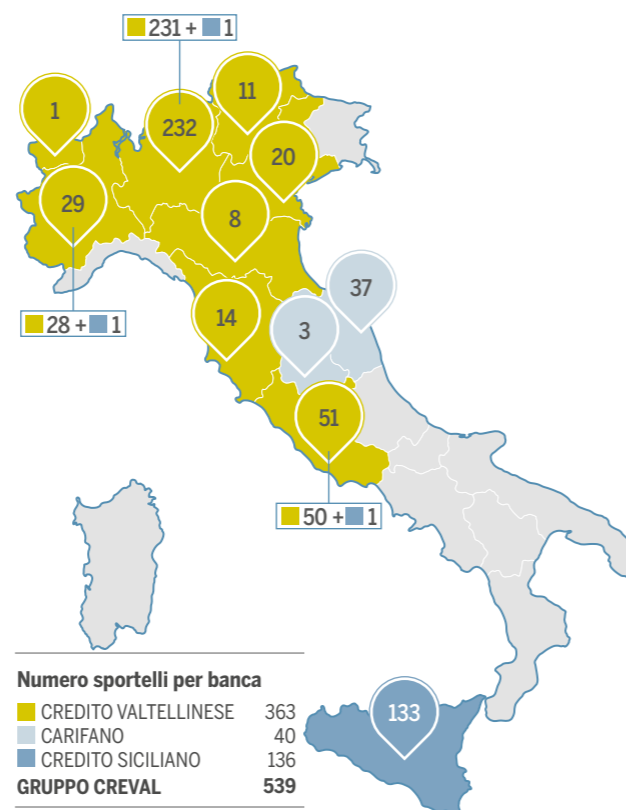 231 + 1
11
1
232
20
29
8
37
14
3
28 + 1
51
50 + 1
Numero sportelli per banca
CREDITO VALTELLINESE 363
CARIFANO 40
CREDITO SICILIANO 136
GRUPPO CREVAL 539
133